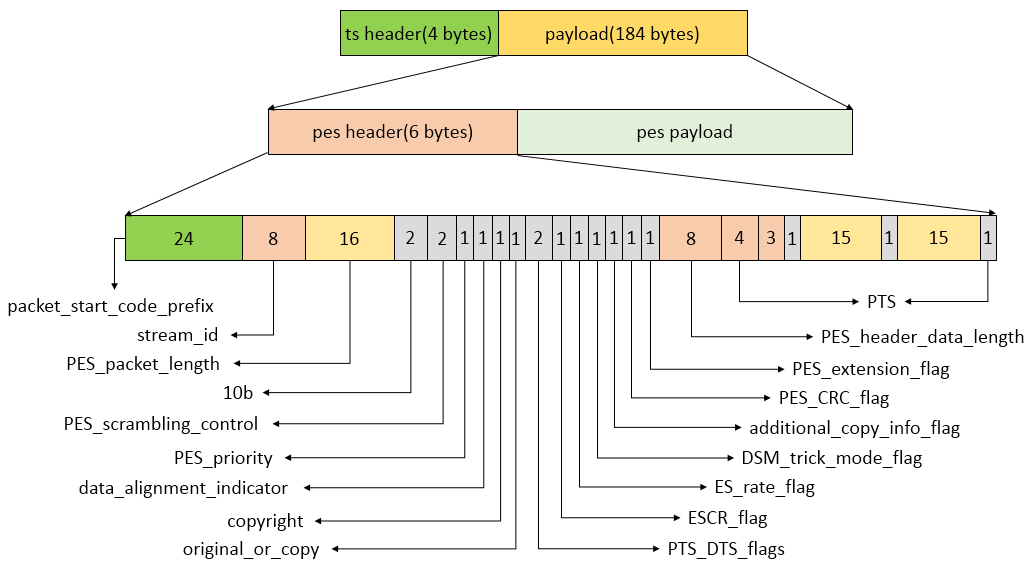 ts header(4 bytes) payload(184 bytes)
pes header(6 bytes) pes payload
24 8 16 2 2 1 1 1 1 2 1 1 1 1 1 1 8 4 3 1 15 1 15 1
packet_start_code_prefix PTS
stream_id PES_header_data_length
PES_packet_length PES_extension_flag
10b PES_CRC_flag
PES_scrambling_control additional_copy_info_flag
PES_priority DSM_trick_mode_flag
data_alignment_indicator ES_rate_flag
copyright ESCR_flag
original_or_copy PTS_DTS_flags